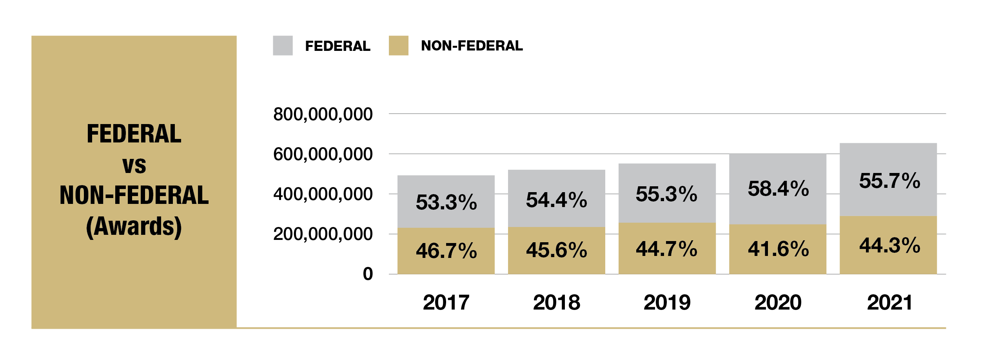 FEDERAL
vs
NON-FEDERAL
(Awards)
FEDERAL NON-FEDERAL
800,000,000
600,000,000
400,000,000
200,000,000
0
53.3% 54.4% 55.3% 58.4% 55.7%
46.7% 45.6% 44.7% 41.6% 44.3%
2017 2018 2019 2020 2021